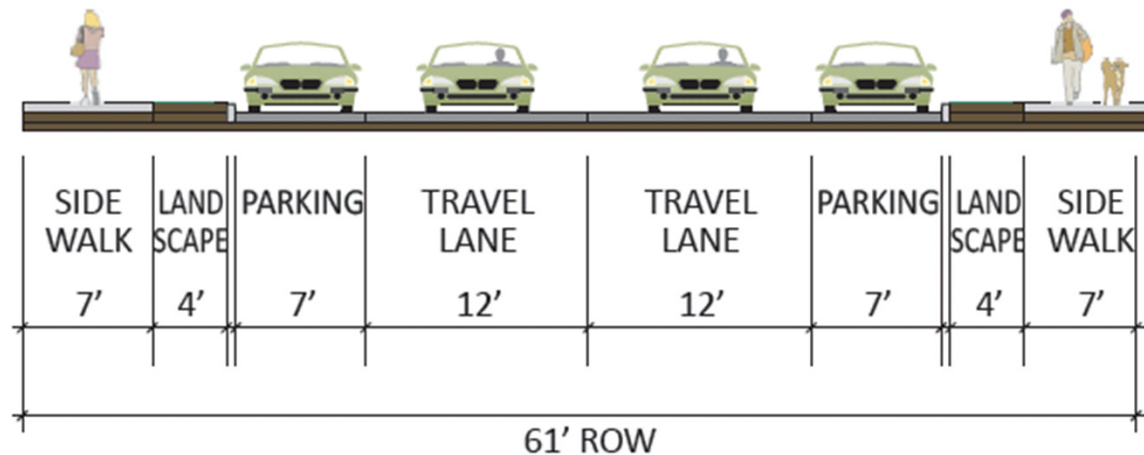 SIDE WALK 7’
LAND SCAPE 4’
PARKING 7’
TRAVEL LANE 12’
TRAVEL LANE 12’
PARKING 7’
LAND SCAPE 4’
SIDE WALK 7’
61’ ROW